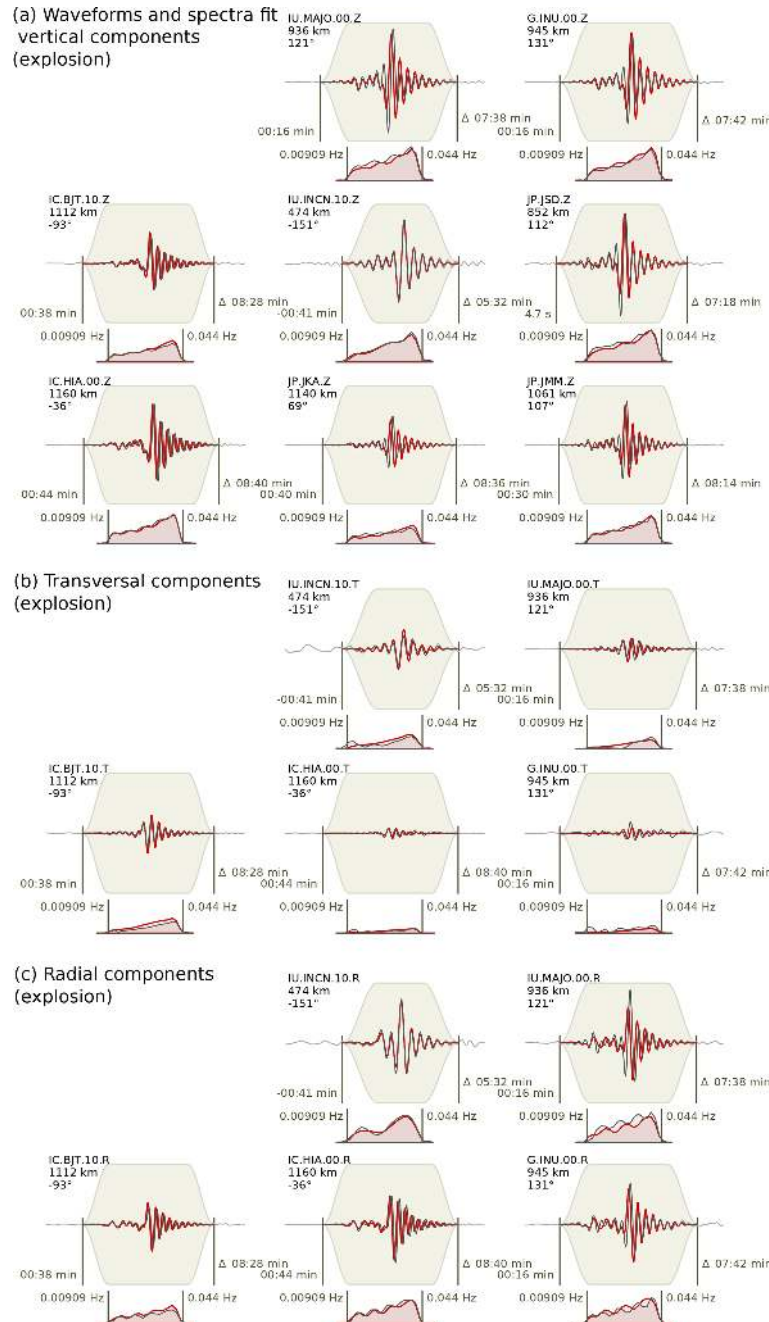 (a) Waveforms and spectra fit
vertical components
(explosion)
IU.MAJO.00.Z
936 km
121°
00:16 min
Δ 07:38 min
0.00909 Hz
0.044 Hz
G.INU.00.Z
945 km
131°
00:16 min
Δ 07:42 min
0.00909 Hz
0.044 Hz
IC.BJT.10.Z
1112 km
-93°
00:38 min
Δ 08:28 min
0.00909 Hz
0.044 Hz
IU.INCN.10.Z
474 km
-151°
-00:41 min
Δ 05:32 min
0.00909 Hz
0.044 Hz
JP.JSD.Z
852 km
112°
4.7 s
Δ 07:18 min
0.00909 Hz
0.044 Hz
IC.HIA.00.Z
1160 km
-36°
00:44 min
Δ 08:40 min
0.00909 Hz
0.044 Hz
JP.JKA.Z
1140 km
69°
00:40 min
Δ 08:36 min
0.00909 Hz
0.044 Hz
JP.JMM.Z
1061 km
107°
00:30 min
Δ 08:14 min
0.00909 Hz
0.044 Hz
(b) Transversal components
(explosion)
IU.INCN.10.T
474 km
-151°
-00:41 min
Δ 05:32 min
0.00909 Hz
0.044 Hz
IU.MAJO.00.T
936 km
121°
00:16 min
Δ 07:38 min
0.00909 Hz
0.044 Hz
IC.BJT.10.T
1112 km
-93°
00:38 min
Δ 08:28 min
0.00909 Hz
0.044 Hz
IC.HIA.00.T
1160 km
-36°
00:44 min
Δ 08:40 min
0.00909 Hz
0.044 Hz
G.INU.00.T
945 km
131°
00:16 min
Δ 07:42 min
0.00909 Hz
0.044 Hz
(c) Radial components
(explosion)
IU.INCN.10.R
474 km
-151°
-00:41 min
Δ 05:32 min
0.00909 Hz
0.044 Hz
IU.MAJO.00.R
936 km
121°
00:16 min
Δ 07:38 min
0.00909 Hz
0.044 Hz
IC.BJT.10.R
1112 km
-93°
00:38 min
Δ 08:28 min
0.00909 Hz
0.044 Hz
IC.HIA.00.R
1160 km
-36°
00:44 min
Δ 08:40 min
0.00909 Hz
0.044 Hz
G.INU.00.R
945 km
131°
00:16 min
Δ 07:42 min
0.00909 Hz
0.044 Hz